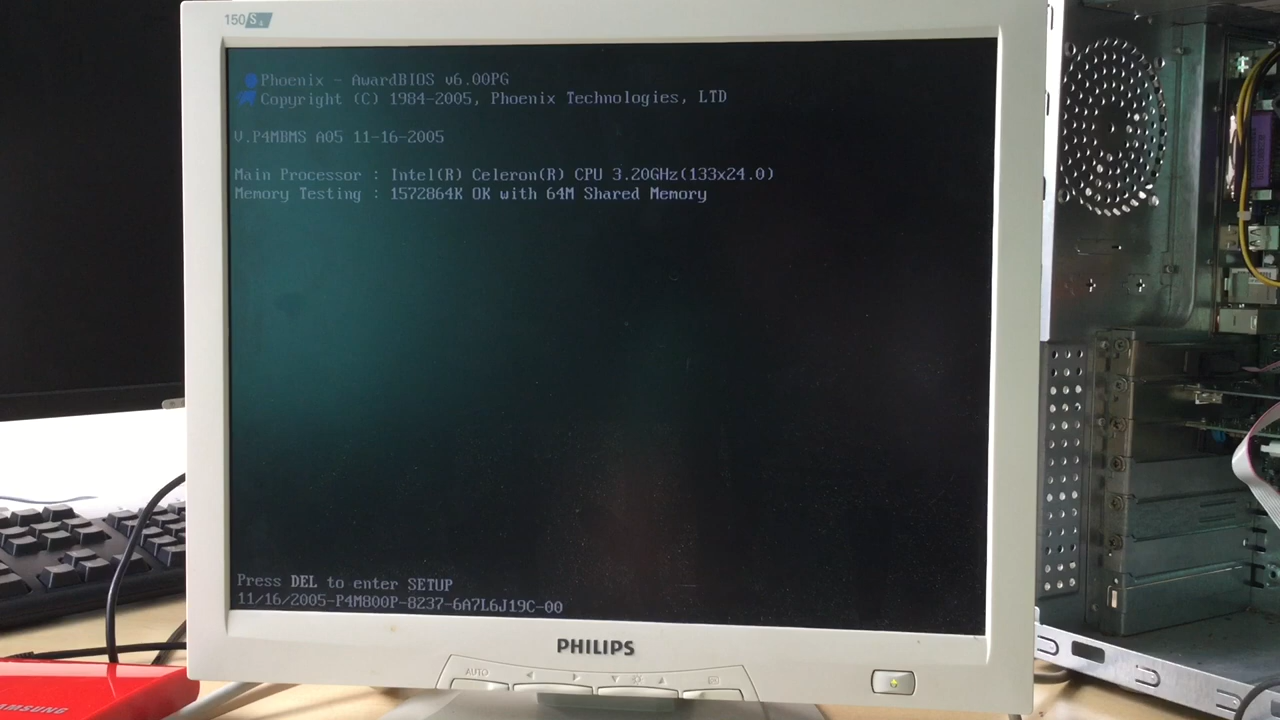 150S
Phoenix - AwardBIOS v6.00PG
Copyright (C) 1984-2005, Phoenix Technologies, LTD
V.P4MBMS A05 11-16-2005
Main Processor : Intel(R) Celeron(R) CPU 3.20GHz(133x24.0)
Memory Testing : 1572864K OK with 64M Shared Memory
Press DEL to enter SETUP
11/16/2005-P4M800P-8237-6A7L6J19C-00
PHILIPS
AUTO
SAMSUNG